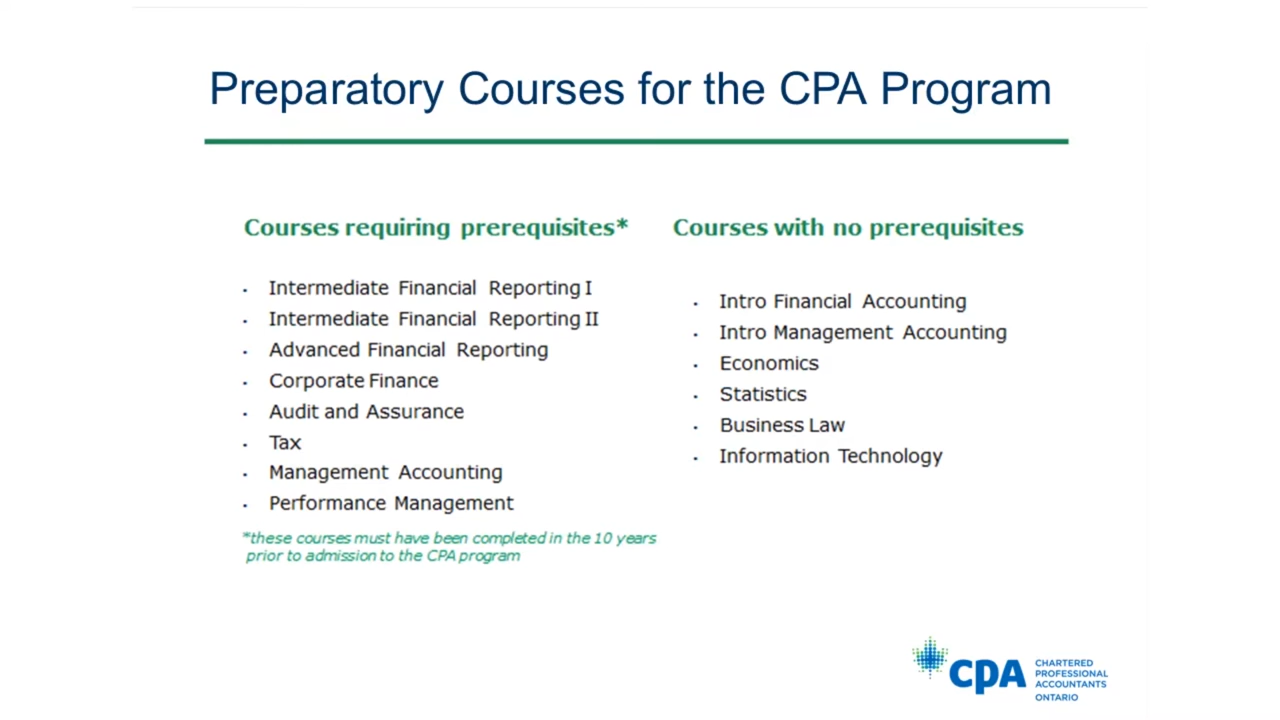 Preparatory Courses for the CPA Program
Courses requiring prerequisites*
• Intermediate Financial Reporting I
• Intermediate Financial Reporting II
• Advanced Financial Reporting
• Corporate Finance
• Audit and Assurance
• Tax
• Management Accounting
• Performance Management
*these courses must have been completed in the 10 years
prior to admission to the CPA program
Courses with no prerequisites
• Intro Financial Accounting
• Intro Management Accounting
• Economics
• Statistics
• Business Law
• Information Technology
cpa
CHARTERED
PROFESSIONAL
ACCOUNTANTS
ONTARIO